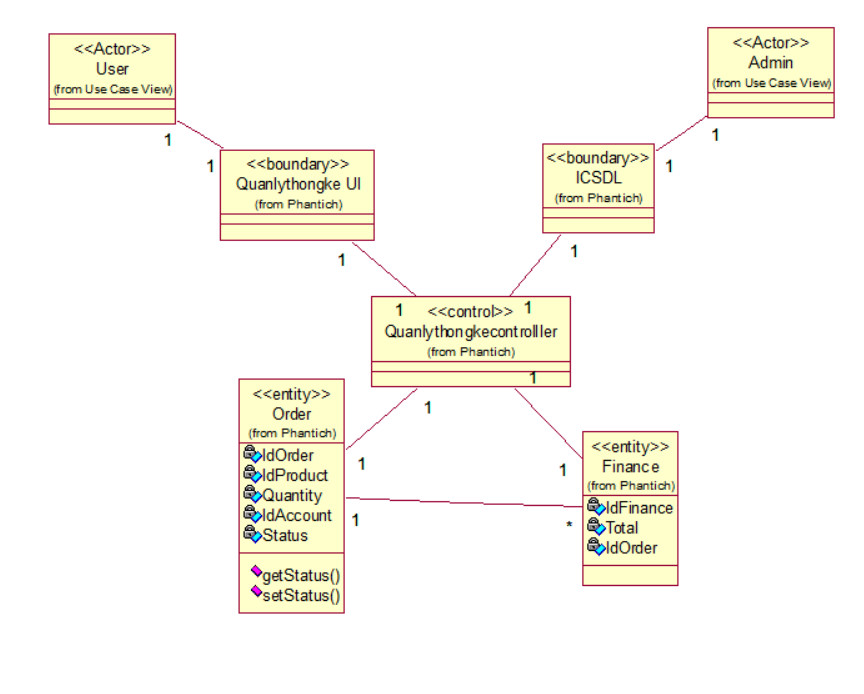 <<Actor>>
User
(from Use Case View)
1
1
<<boundary>>
Quanlythongke UI
(from Phantich)
1
<<Actor>>
Admin
(from Use Case View)
1
1
<<boundary>>
ICSDL
(from Phantich)
1
1
1
<<control>>
Quanlythongkecontrolller
(from Phantich)
1
1
<<entity>>
Order
(from Phantich)
IdOrder
IdProduct
Quantity
IdAccount
Status
getStatus()
setStatus()
1
1
1
*
<<entity>>
Finance
(from Phantich)
IdFinance
Total
IdOrder